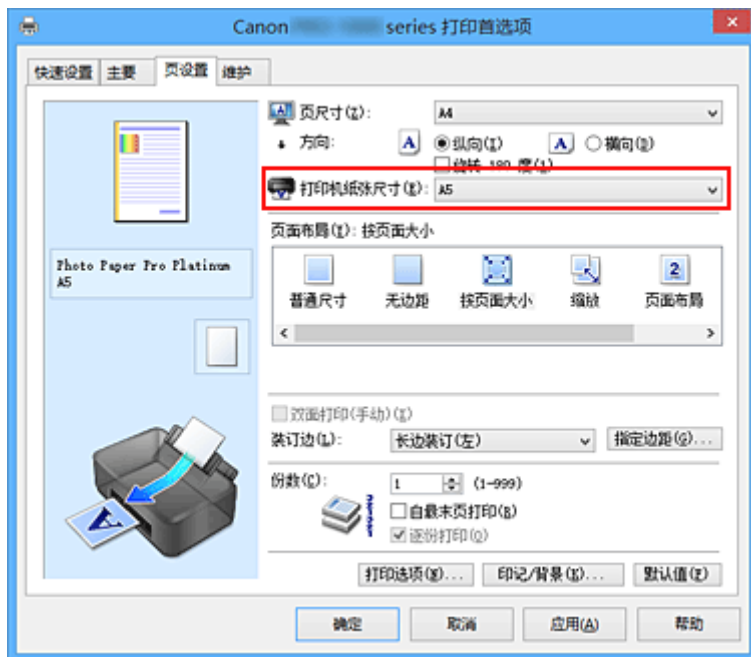 Canon series 打印首选项
快速设置 主要 页设置 维护
页尺寸(Z): A4
方向: A 纵向(I) A 横向(D)
旋转 180 度(1)
打印机纸张尺寸(E): A5
页面布局(I): 按页面大小
普通尺寸 无边距 按页面大小 缩放 2 页面布局
Photo Paper Pro Platinum
A5
双面打印(手动)(X)
装订边(L): 长边装订(左) 指定边距(G)...
份数(C): 1 (1-999)
自最末页打印(B)
逐份打印(O)
A
打印选项(N)... 印记/背景(K)... 默认值(F)
确定 取消 应用(A) 帮助